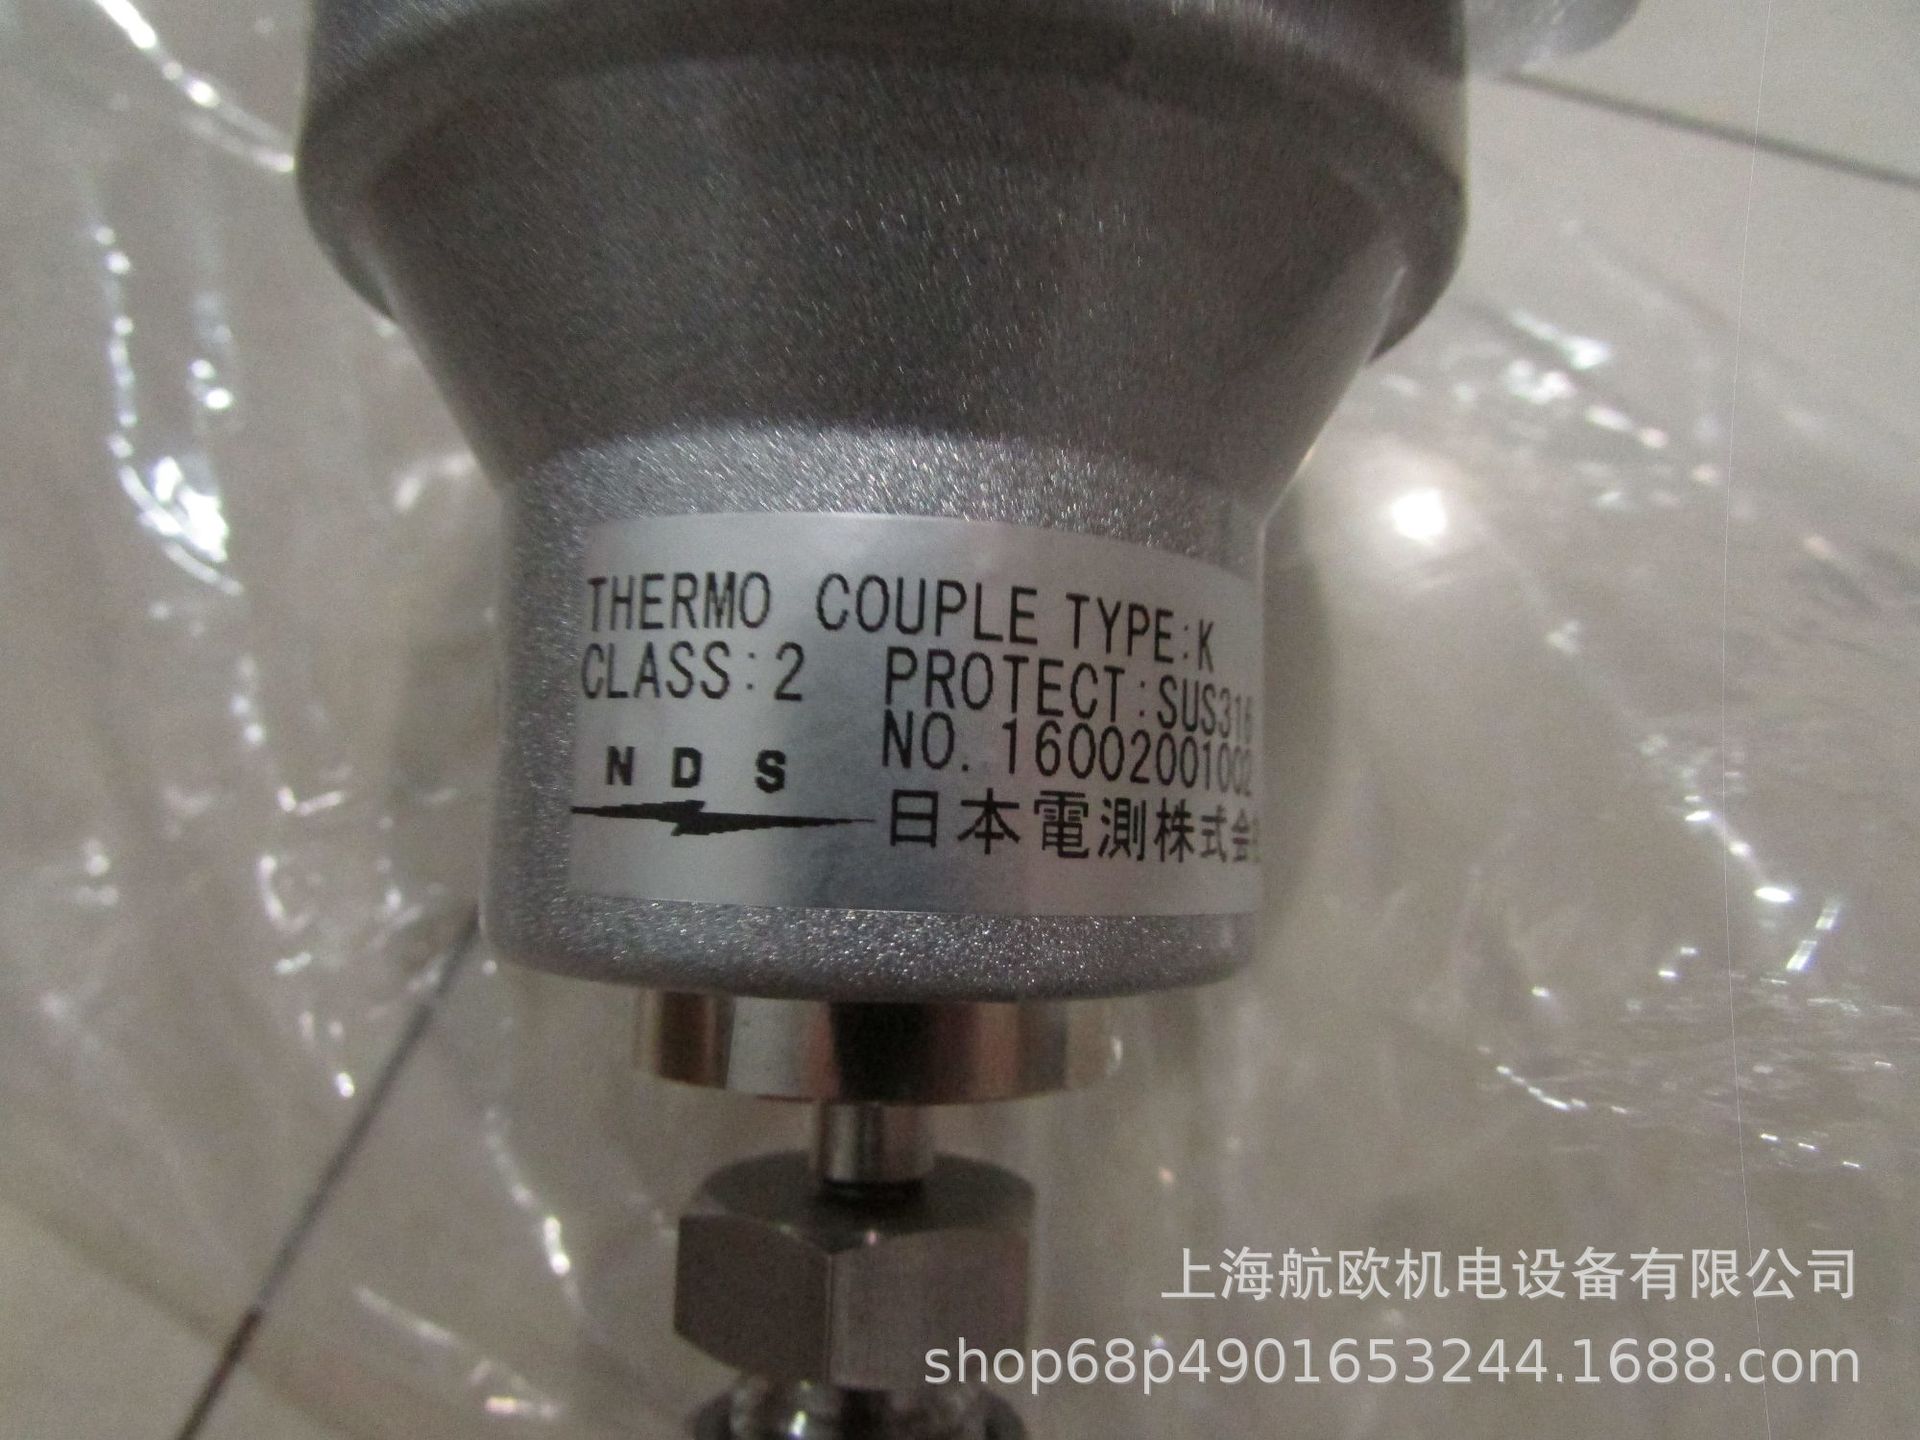 THERMO COUPLE TYPE:K
CLASS:2 PROTECT:SUS316
NO. 16002001002
NDS
日本電測株式会
上海航欧机电设备有限公司
shop68p4901653244.1688.com